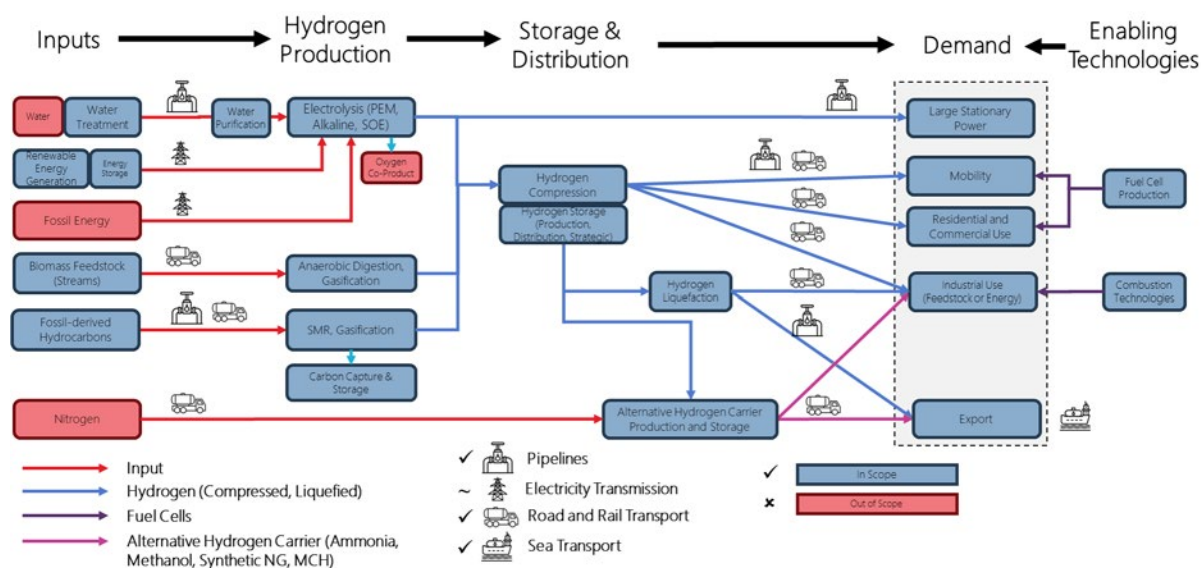 Inputs
Hydrogen
Production
Storage &
Distribution
Demand
Enabling
Technologies
Water
Water
Treatment
Water
Purification
Electrolysis (PEM,
Alkaline, SOE)
Large Stationary
Power
Renewable
Energy
Generation
Energy
Storage
Oxygen
Co-Product
Hydrogen
Compression
Mobility
Fuel Cell
Production
Fossil Energy
Hydrogen Storage
(Production,
Distribution, Strategic)
Residential and
Commercial Use
Biomass Feedstock
(Streams)
Anaerobic Digestion,
Gasification
Hydrogen
Liquefaction
Industrial Use
(Feedstock or Energy)
Combustion
Technologies
Fossil-derived
Hydrocarbons
SMR, Gasification
Carbon Capture &
Storage
Nitrogen
Alternative Hydrogen Carrier
Production and Storage
Export
Input
Hydrogen (Compressed, Liquefied)
Fuel Cells
Alternative Hydrogen Carrier (Ammonia,
Methanol, Synthetic NG, MCH)
✓ Pipelines
~ Electricity Transmission
✓ Road and Rail Transport
✓ Sea Transport
✓ In Scope
✘ Out of Scope